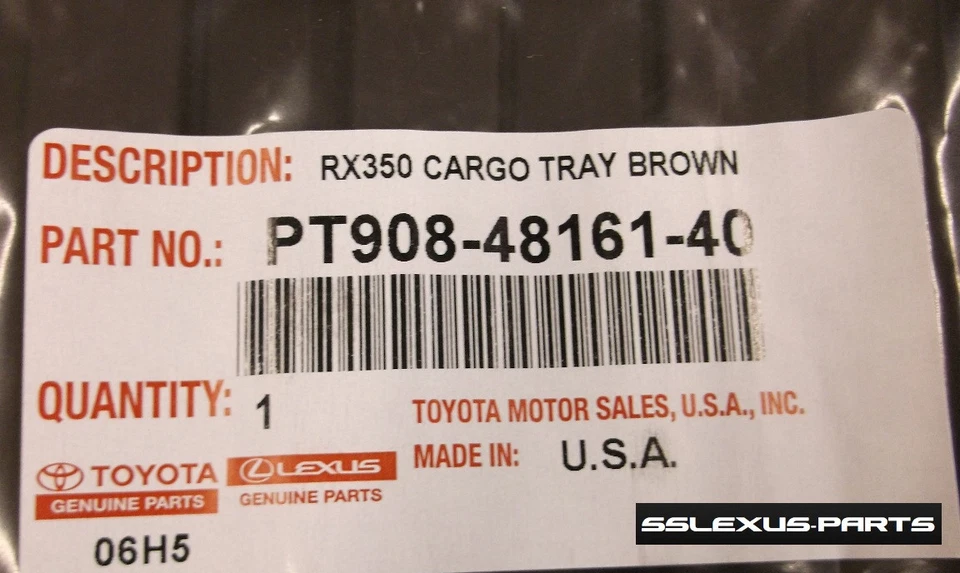 DESCRIPTION: RX350 CARGO TRAY BROWN
PART NO.: PT908-48161-40
QUANTITY: 1
TOYOTA MOTOR SALES, U.S.A., INC.
MADE IN: U.S.A.
TOYOTA
GENUINE PARTS
LEXUS
GENUINE PARTS
06H5
SSLEXUS-PARTS